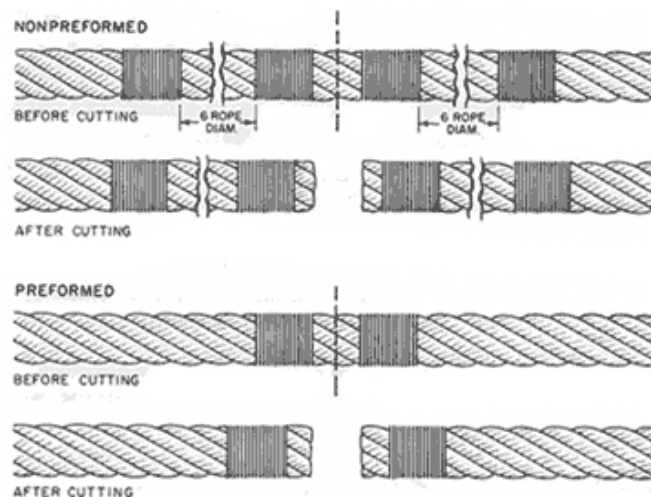 NONPREFORMED
BEFORE CUTTING
6 ROPE
DIAM.
6 ROPE
DIAM.
AFTER CUTTING
PREFORMED
BEFORE CUTTING
AFTER CUTTING